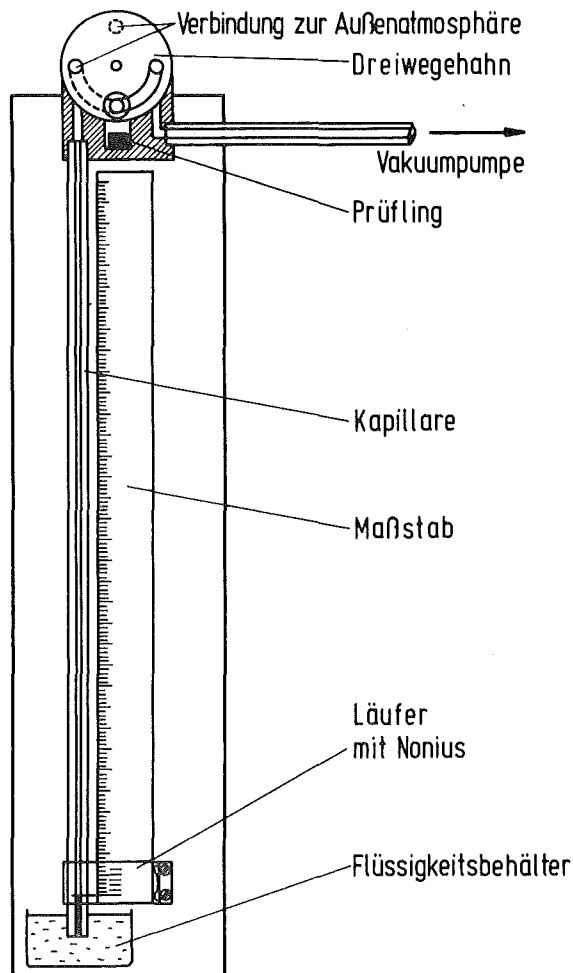 Verbindung zur Außenatmosphäre
Dreiwegehahn
Vakuumpumpe
Prüfling
Kapillare
Maßstab
Läufer
mit Nonius
Flüssigkeitsbehälter